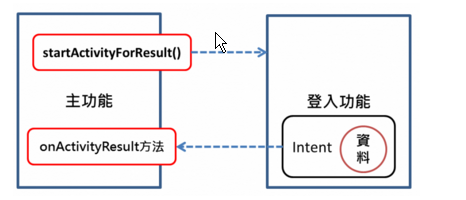 startActivityForResult()
主功能
onActivityResult方法
登入功能
Intent
資
料